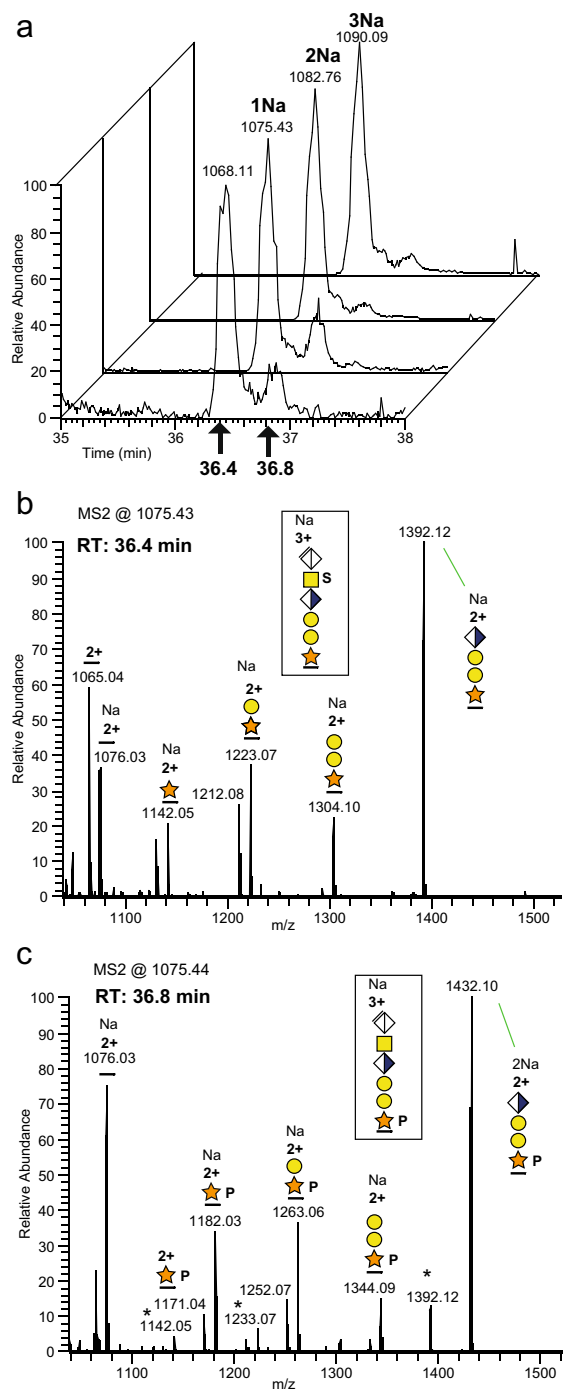 a
3Na
1090.09
2Na
1082.76
1Na
1075.43
1068.11
Relative Abundance
100
80
60
40
20
0
35
36
37
38
Time (min)
36.4
36.8
b
MS2 @ 1075.43
RT: 36.4 min
Relative Abundance
100
90
80
70
60
50
40
30
20
10
0
2+
1065.04
Na
2+
1076.03
Na
2+
1142.05
1212.08
Na
2+
1223.07
Na
2+
1304.10
Na
3+
S
1392.12
Na
2+
1100
1200
1300
1400
1500
m/z
c
MS2 @ 1075.44
RT: 36.8 min
Relative Abundance
100
90
80
70
60
50
40
30
20
10
0
Na
2+
1076.03
2+
P
*
1142.05
1171.04
Na
2+
P
1182.03
*
1233.07
1252.07
Na
2+
P
1263.06
Na
2+
P
1344.09
*
1392.12
Na
3+
P
1432.10
2Na
2+
P
1100
1200
1300
1400
1500
m/z